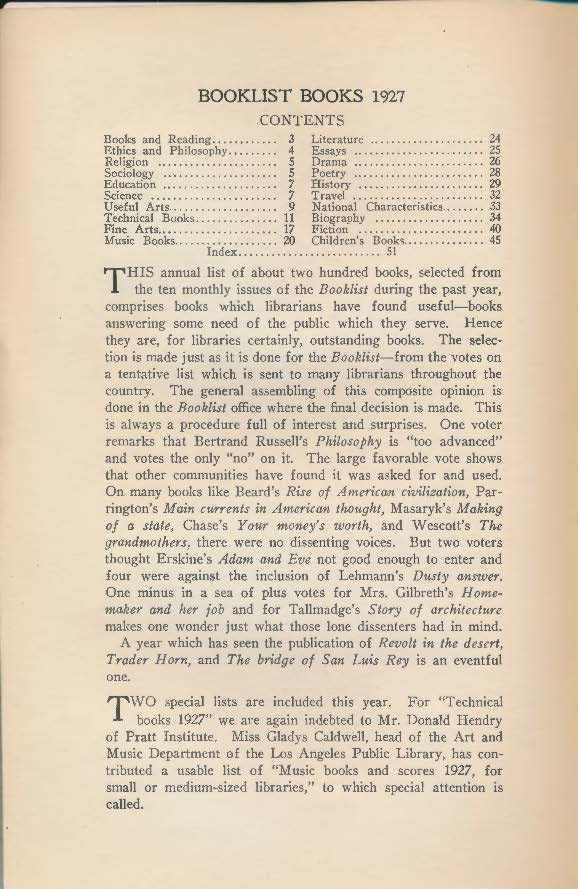 BOOKLIST BOOKS 1927
CONTENTS
Books and Reading........... 3
Ethics and Philosophy......... 4
Religion ...................... 5
Sociology ..................... 5
Education ..................... 7
Science ....................... 7
Useful Arts.................... 9
Technical Books............... 11
Fine Arts...................... 17
Music Books................... 20
Literature .................... 24
Essays ........................ 25
Drama ........................ 26
Poetry ........................ 28
History ....................... 29
Travel ........................ 32
National Characteristics........ 33
Biography .................... 34
Fiction ....................... 40
Children's Books............... 45
Index.......................... 51
THIS annual list of about two hundred books, selected from
the ten monthly issues of the Booklist during the past year,
comprises books which librarians have found useful—books
answering some need of the public which they serve. Hence
they are, for libraries certainly, outstanding books. The selec-
tion is made just as it is done for the Booklist—from the votes on
a tentative list which is sent to many librarians throughout the
country. The general assembling of this composite opinion is
done in the Booklist office where the final decision is made. This
is always a procedure full of interest and surprises. One voter
remarks that Bertrand Russell's Philosophy is "too advanced"
and votes the only "no" on it. The large favorable vote shows
that other communities have found it was asked for and used.
On many books like Beard's Rise of American civilization, Par-
rington's Main currents in American thought, Masaryk's Making
of a state, Chase's Your money's worth, and Wescott's The
grandmothers, there were no dissenting voices. But two voters
thought Erskine's Adam and Eve not good enough to enter and
four were against the inclusion of Lehmann's Dusty answer.
One minus in a sea of plus votes for Mrs. Gilbreth's Home-
maker and her job and for Tallmadge's Story of architecture
makes one wonder just what those lone dissenters had in mind.
A year which has seen the publication of Revolt in the desert,
Trader Horn, and The bridge of San Luis Rey is an eventful
one.
TWO special lists are included this year. For "Technical
books 1927" we are again indebted to Mr. Donald Hendry
of Pratt Institute. Miss Gladys Caldwell, head of the Art and
Music Department of the Los Angeles Public Library, has con-
tributed a usable list of "Music books and scores 1927, for
small or medium-sized libraries," to which special attention is
called.